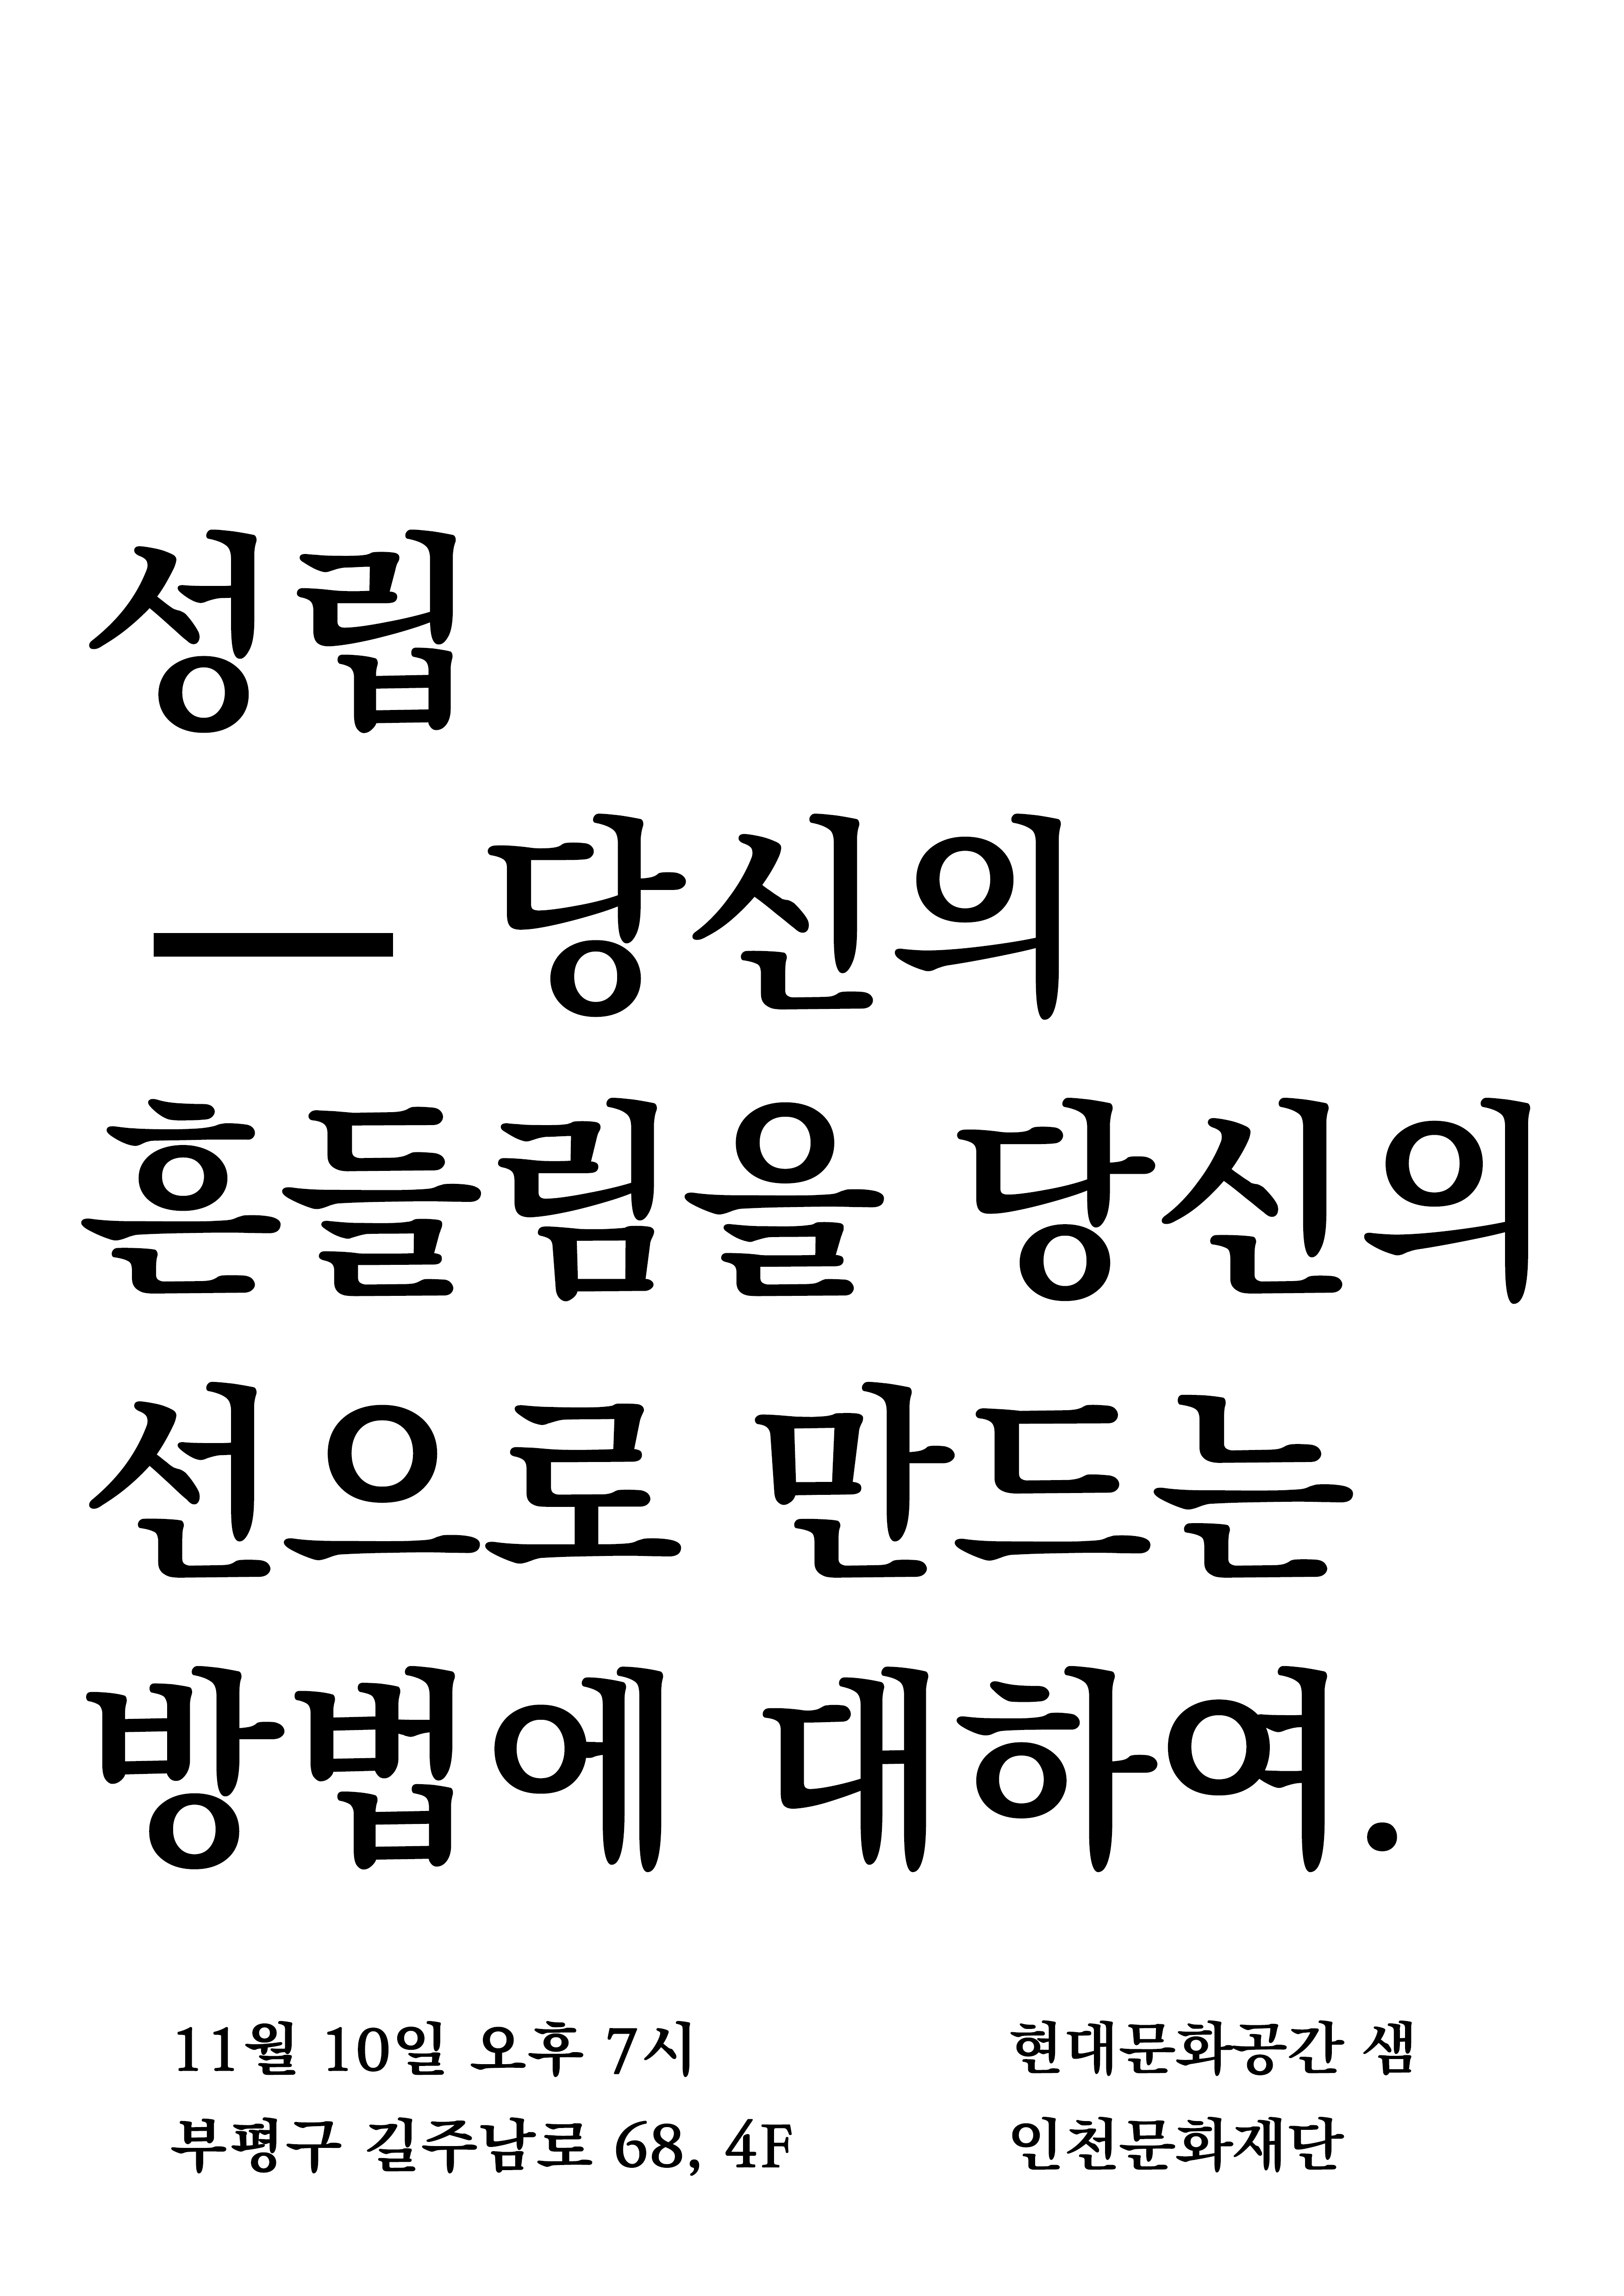 성립
— 당신의
흔들림을 당신의
선으로 만드는
방법에 대하여.
11월 10일 오후 7시
부평구 길주남로 68, 4F
현대문화공간 샘
인천문화재단